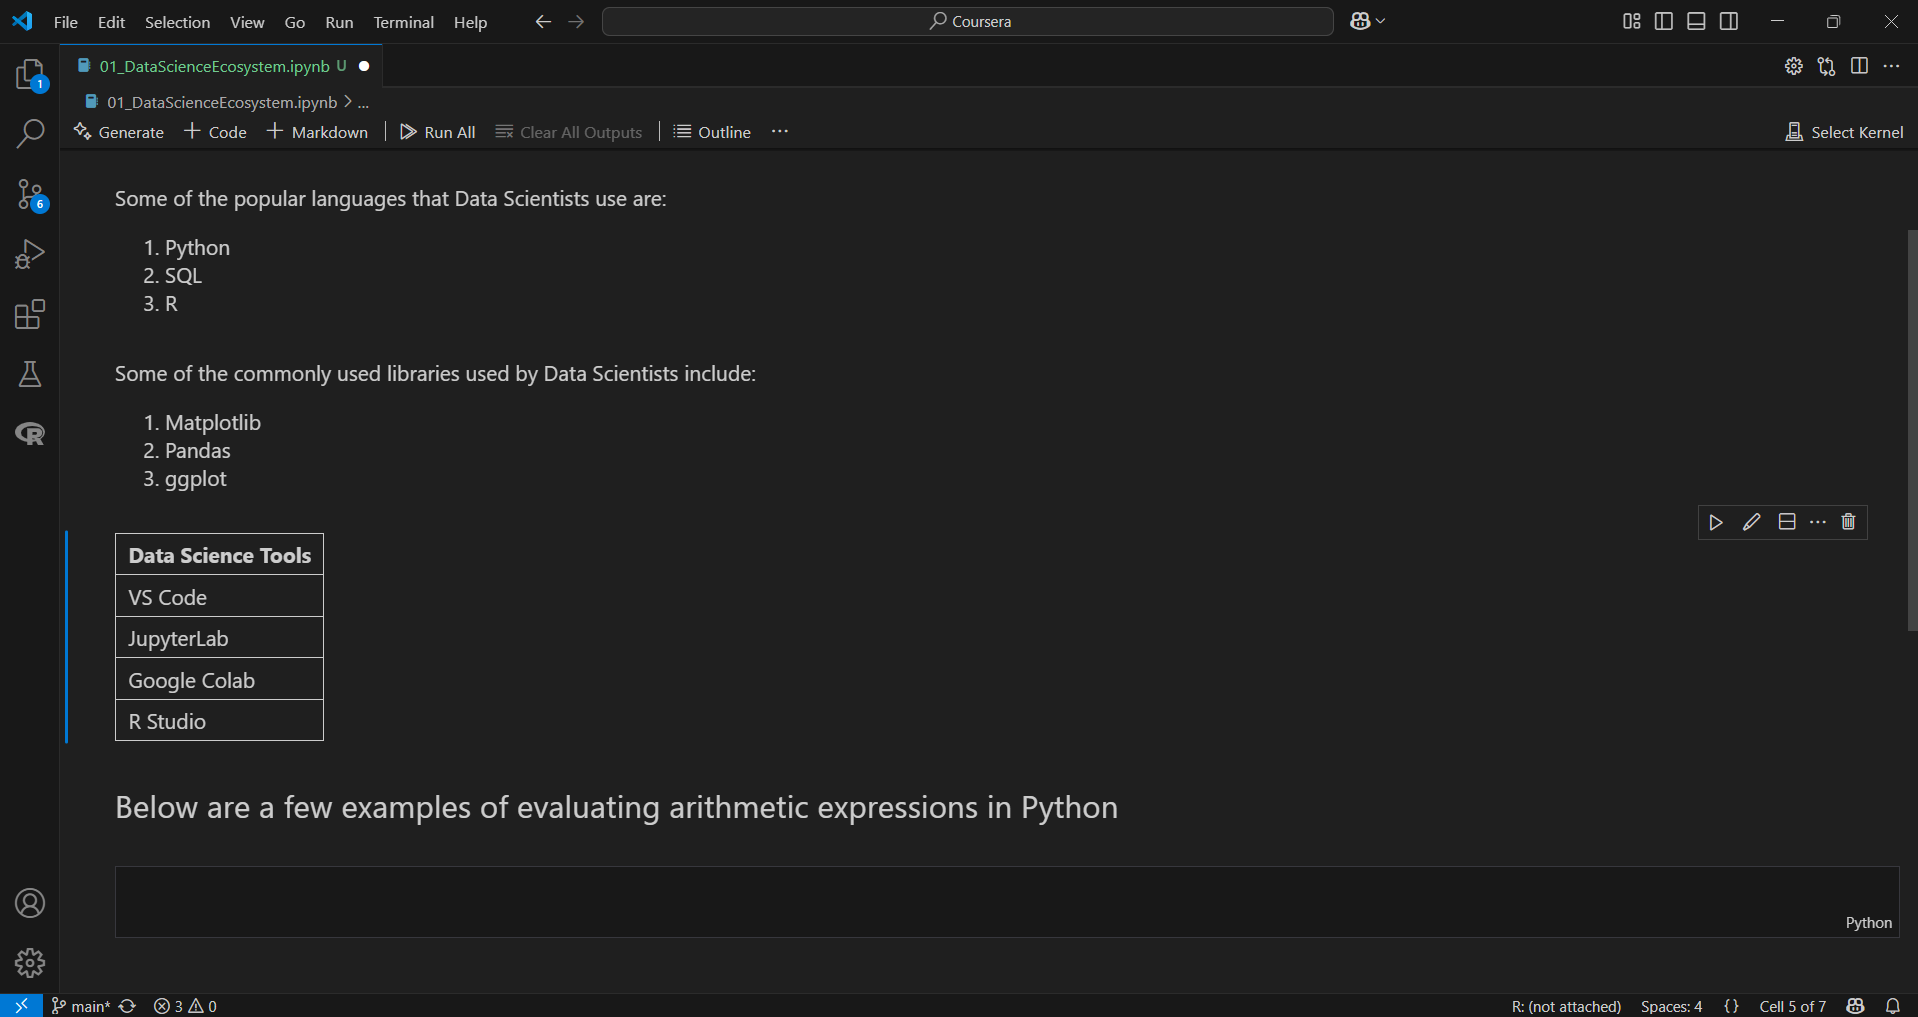 File Edit Selection View Go Run Terminal Help
Coursera
01_DataScienceEcosystem.ipynb U
01_DataScienceEcosystem.ipynb > ...
Generate + Code + Markdown Run All Clear All Outputs Outline ... Select Kernel
1
6
Some of the popular languages that Data Scientists use are:
1. Python
2. SQL
3. R
Some of the commonly used libraries used by Data Scientists include:
1. Matplotlib
2. Pandas
3. ggplot
Data Science Tools
VS Code
JupyterLab
Google Colab
R Studio
Below are a few examples of evaluating arithmetic expressions in Python
Python
main* 3 0 R: (not attached) Spaces: 4 {} Cell 5 of 7